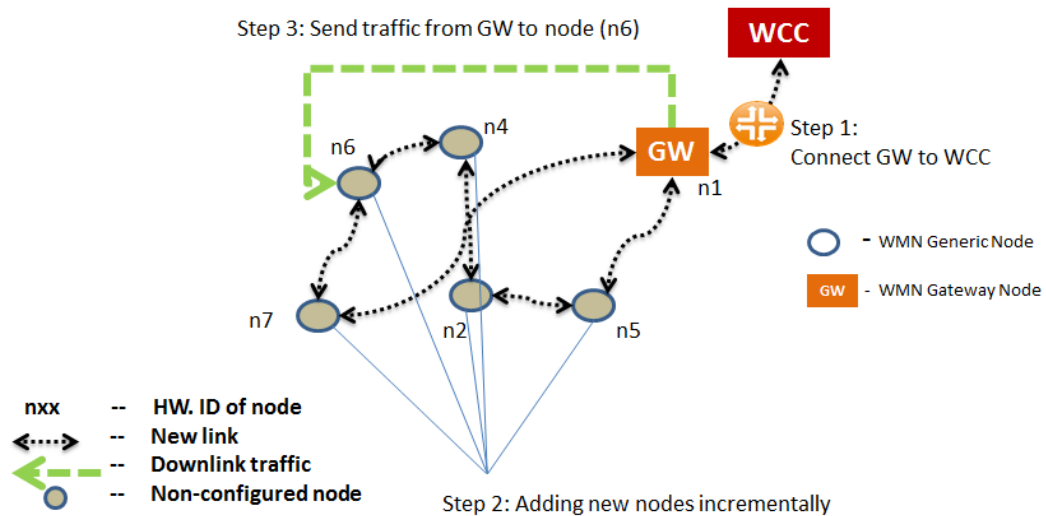 Step 3: Send traffic from GW to node (n6)
WCC
n4
n6
GW
n1
Step 1:
Connect GW to WCC
- WMN Generic Node
GW - WMN Gateway Node
n7
n2
n5
nxx -- HW. ID of node
-- New link
-- Downlink traffic
-- Non-configured node
Step 2: Adding new nodes incrementally